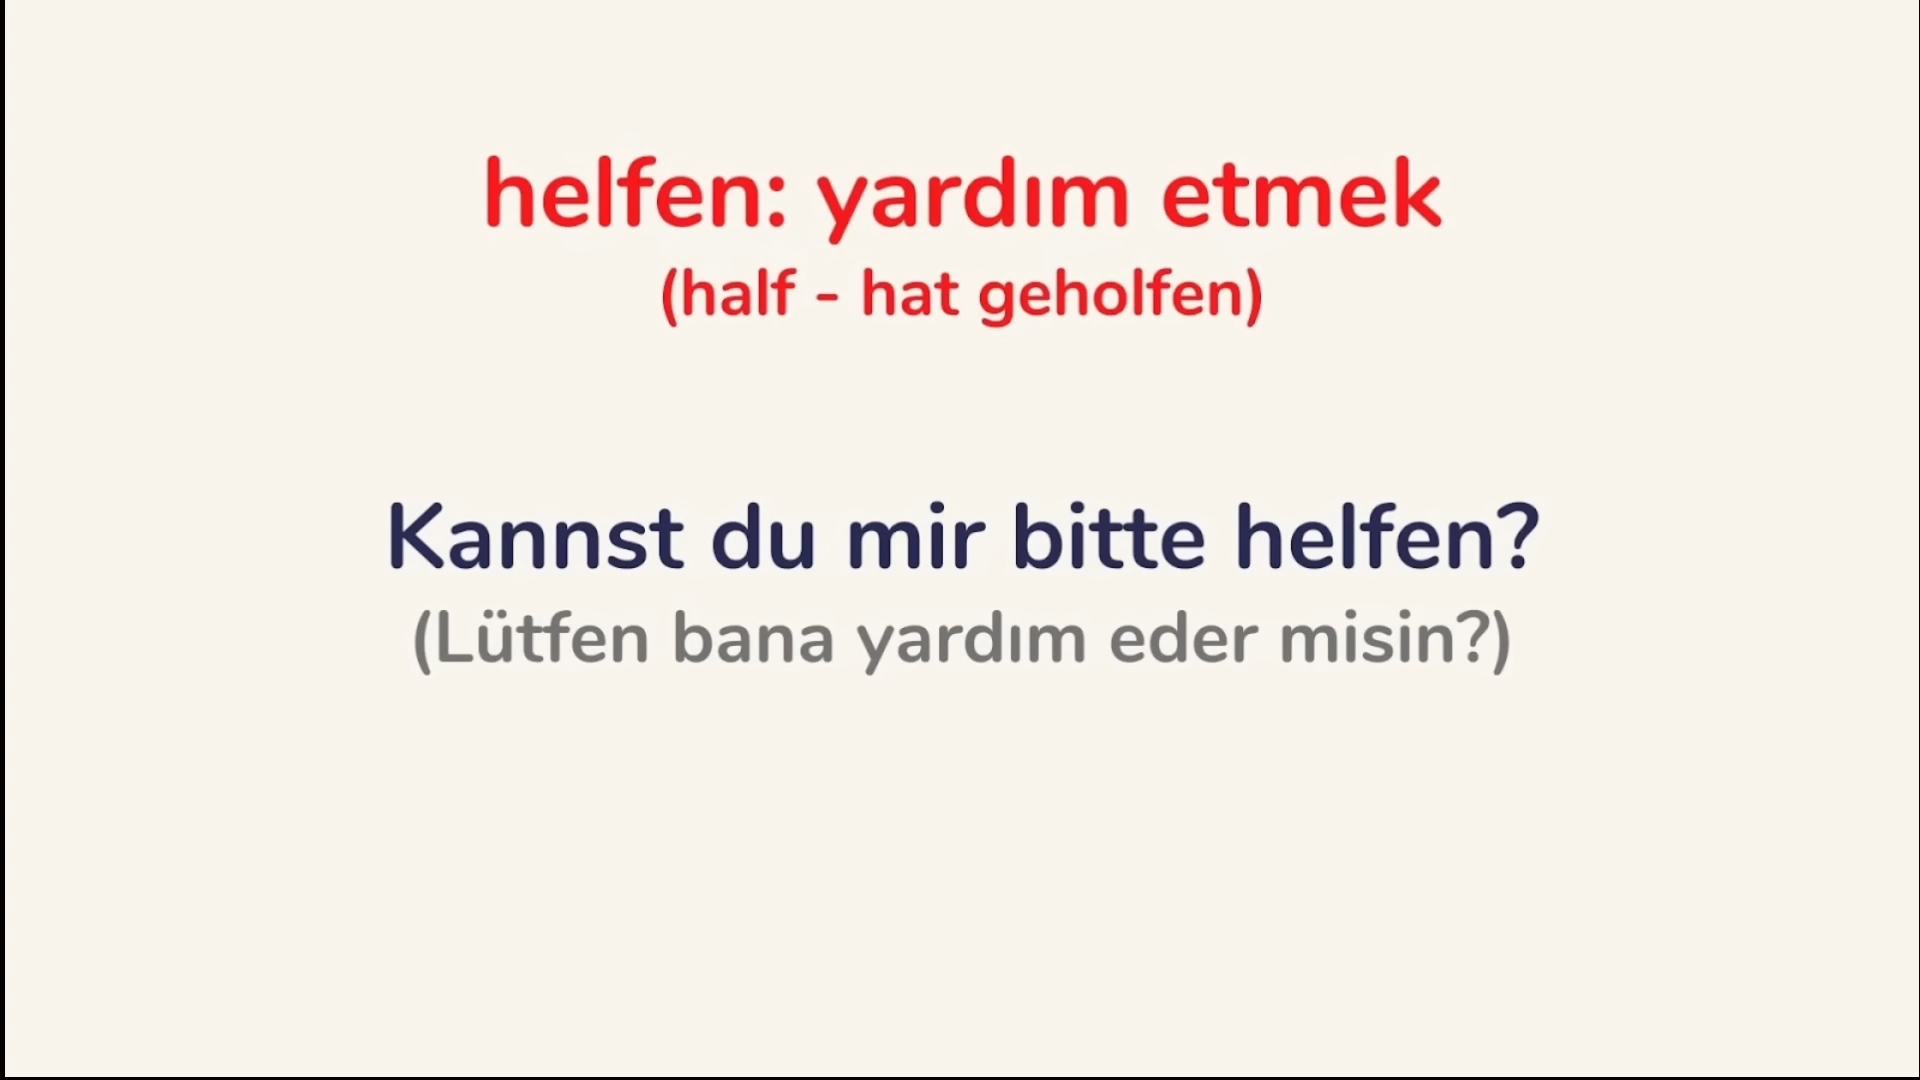 helfen: yardım etmek
(half - hat geholfen)
Kannst du mir bitte helfen?
(Lütfen bana yardım eder misin?)